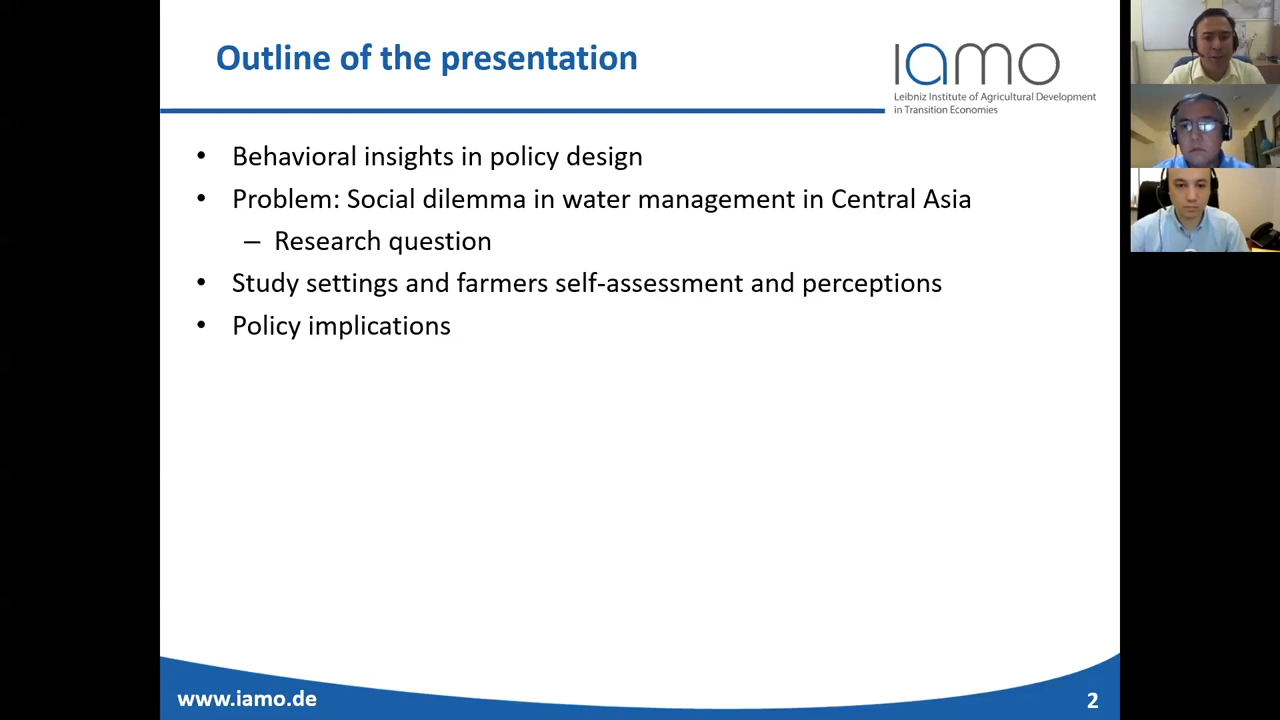 Outline of the presentation
iamo
Leibniz Institute of Agricultural Development
in Transition Economies
• Behavioral insights in policy design
• Problem: Social dilemma in water management in Central Asia
– Research question
• Study settings and farmers self-assessment and perceptions
• Policy implications
www.iamo.de
2